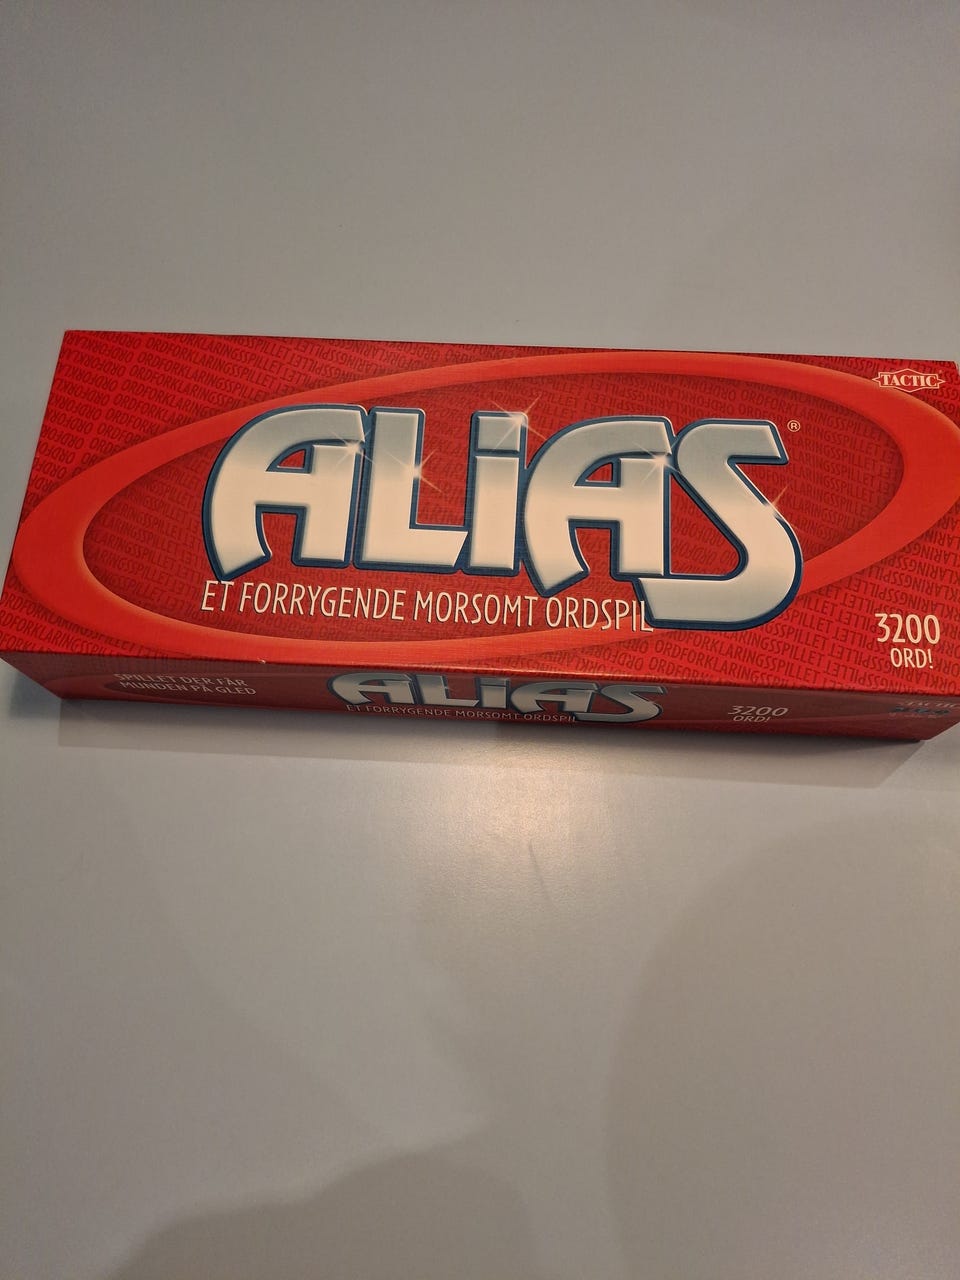 TACTIC®
ALiAS®
ET FORRYGENDE MORSOMT ORDSPIL
3200
ORD!
SPILLET DER FÅR
MUNDEN PÅ GLED
ALiAS
ET FORRYGENDE MORSOMT ORDSPIL
3200
ORD!
TACTIC